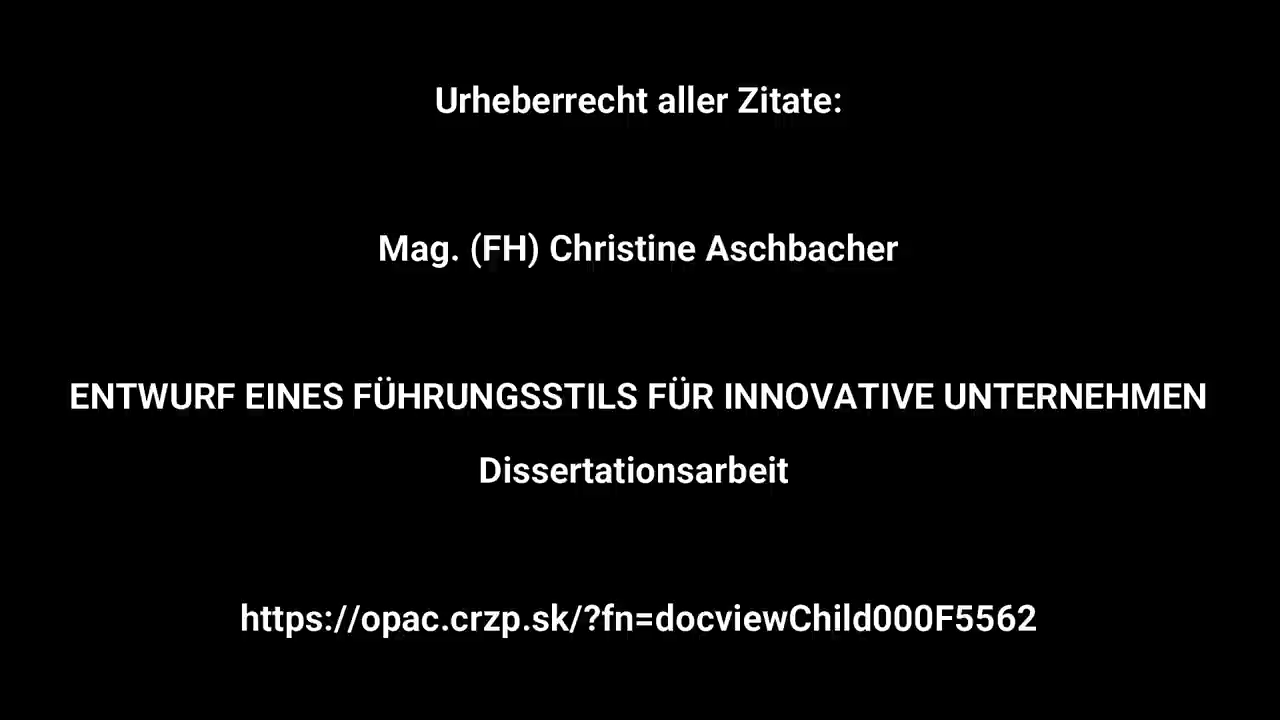 Urheberrecht aller Zitate:
Mag. (FH) Christine Aschbacher
ENTWURF EINES FÜHRUNGSSTILS FÜR INNOVATIVE UNTERNEHMEN
Dissertationsarbeit
https://opac.crzp.sk/?fn=docviewChild000F5562